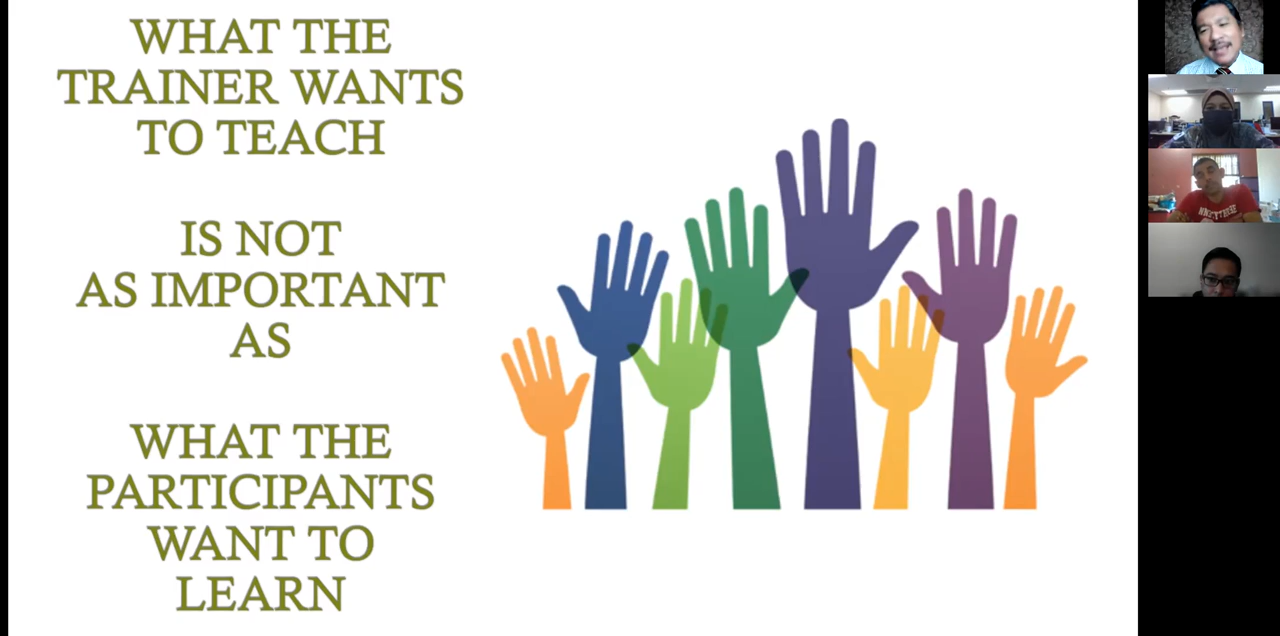 WHAT THE
TRAINER WANTS
TO TEACH
IS NOT
AS IMPORTANT
AS
WHAT THE
PARTICIPANTS
WANT TO
LEARN